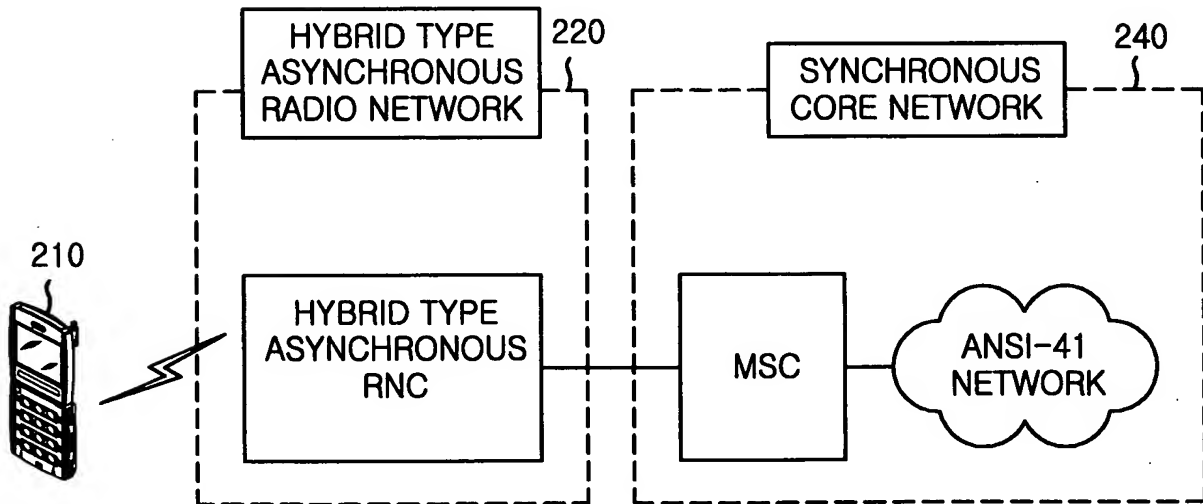 HYBRID TYPE
ASYNCHRONOUS
RADIO NETWORK
220
SYNCHRONOUS
CORE NETWORK
240
210
HYBRID TYPE
ASYNCHRONOUS
RNC
MSC
ANSI-41
NETWORK